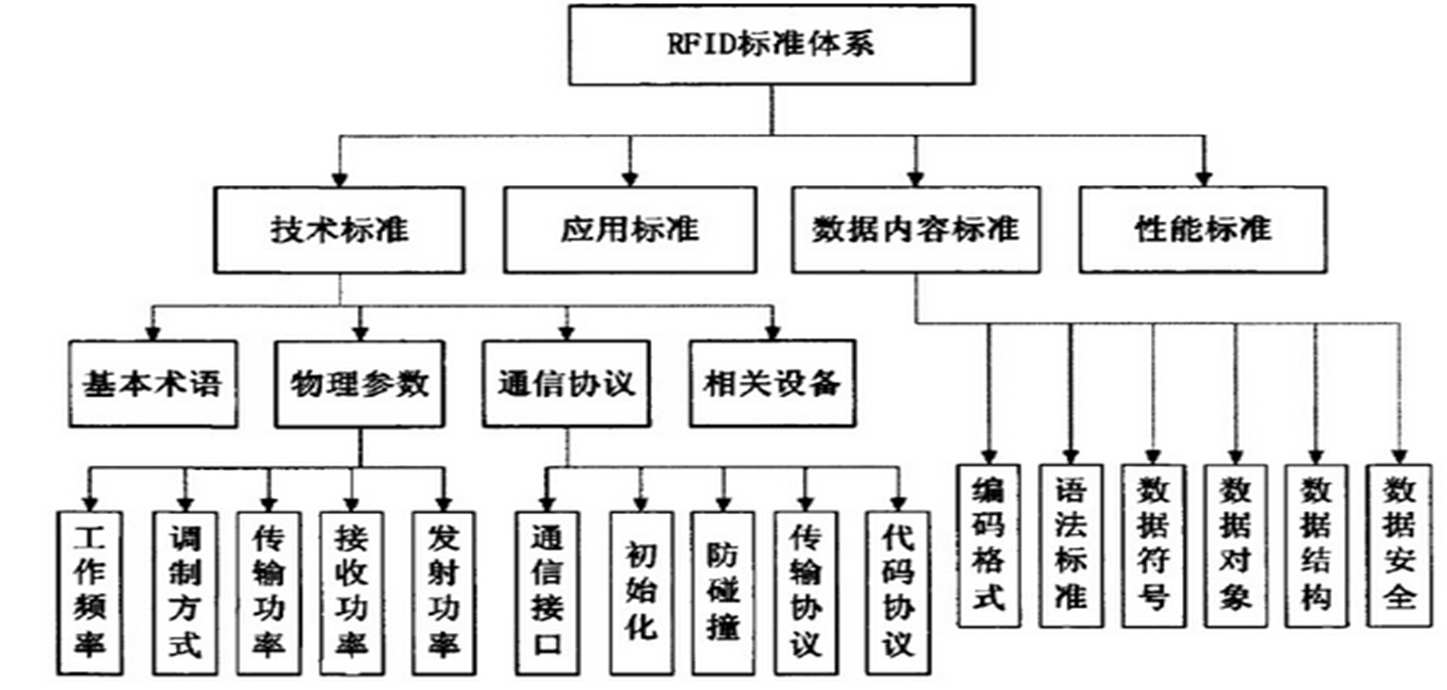 RFID标准体系
技术标准
应用标准
数据内容标准
性能标准
基本术语
物理参数
通信协议
相关设备
工作频率
调制方式
传输功率
接收功率
发射功率
通信接口
初始化
防碰撞
传输协议
代码协议
编码格式
语法标准
数据符号
数据对象
数据结构
数据安全